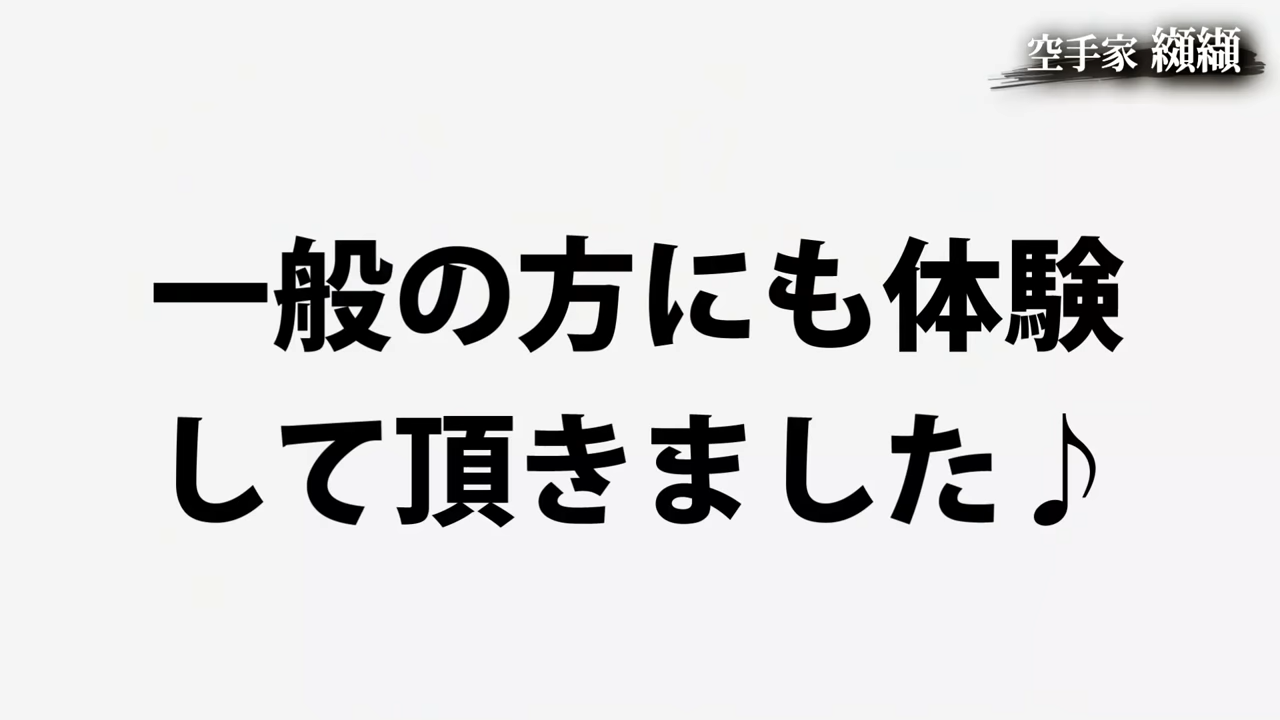 空手家 纐纈
一般の方にも体験
して頂きました♪